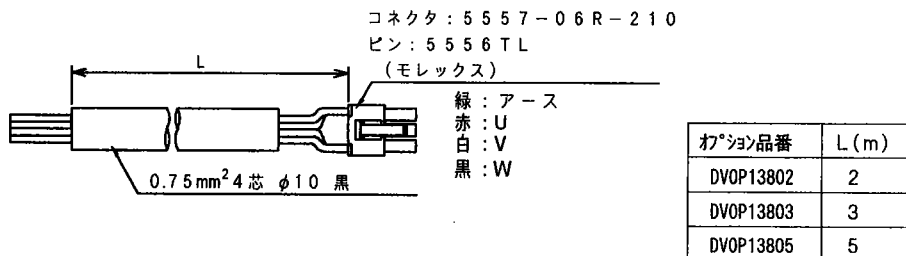 コネクタ：5557-06R-210
ピン：5556TL
(モレックス)
L
緑：アース
赤：U
白：V
黒：W
0.75mm²4芯 φ10 黒
ｵﾌﾟｼｮﾝ品番 L(m)
DV0P13802 2
DV0P13803 3
DV0P13805 5